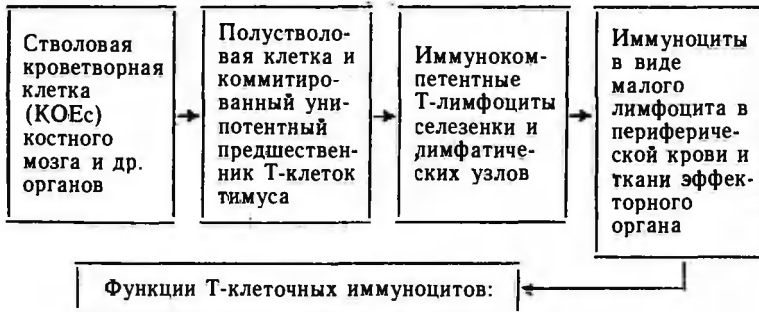 Стволовая
кроветворная
клетка
(КОЕс)
костного
мозга и др.
органов
Полустволо-
вая клетка и
коммитиро-
ванный уни-
потентный
предшествен-
ник Т-клеток
тимуса
Иммуноком-
петентные
Т-лимфоциты
селезенки и
лимфатиче-
ских узлов
Иммуноциты
в виде
малого
лимфоцита в
перифериче-
ской крови и
ткани эффек-
торного
органа
Функции Т-клеточных иммуноцитов: